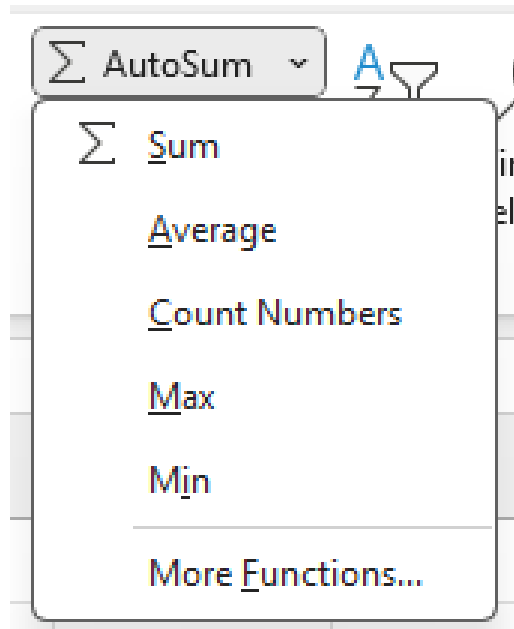 AutoSum
Sum
Average
Count Numbers
Max
Min
More Functions...